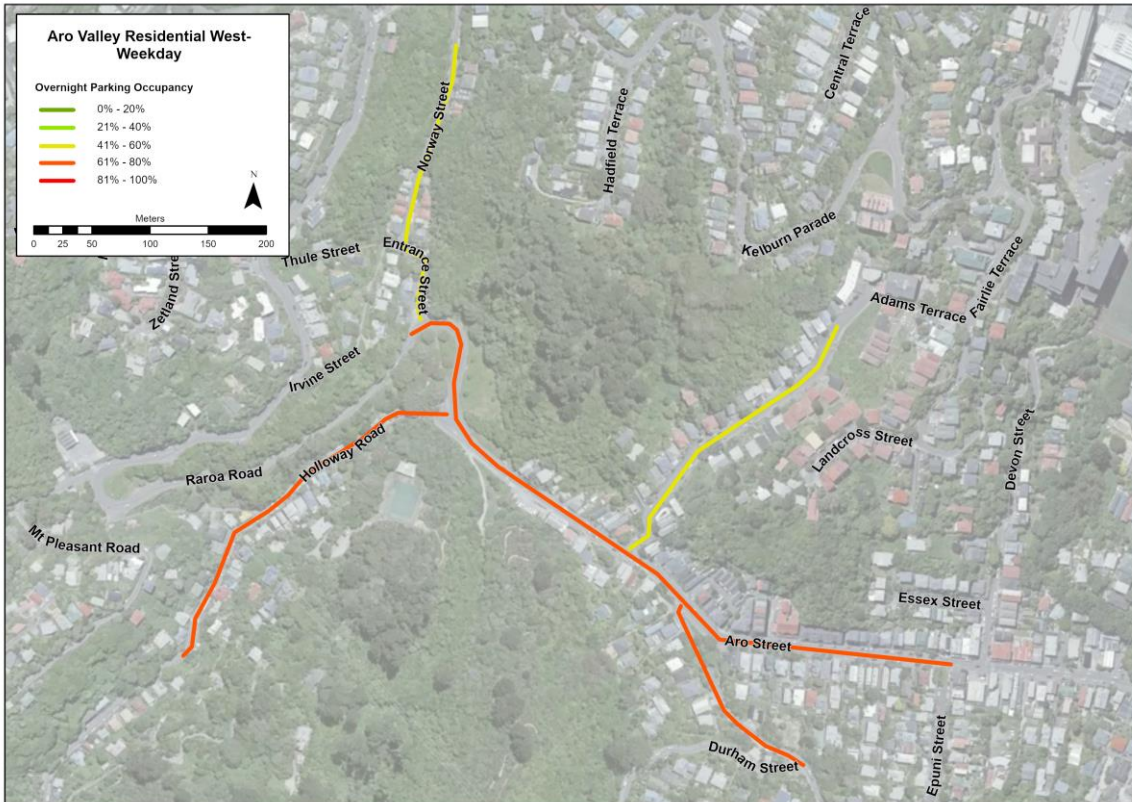 Aro Valley Residential West-
Weekday
Overnight Parking Occupancy
0% - 20%
21% - 40%
41% - 60%
61% - 80%
81% - 100%
N
Meters
0 25 50 100 150 200
Norway Street
Hadfield Terrace
Central Terrace
Thule Street
Entrance Street
Kelburn Parade
Zetland Stre
Adams Terrace
Fairlie Terrace
Irvine Street
Landcross Street
Devon Street
Holloway Road
Raroa Road
Mt Pleasant Road
Essex Street
Aro Street
Durham Street
Epuni Street